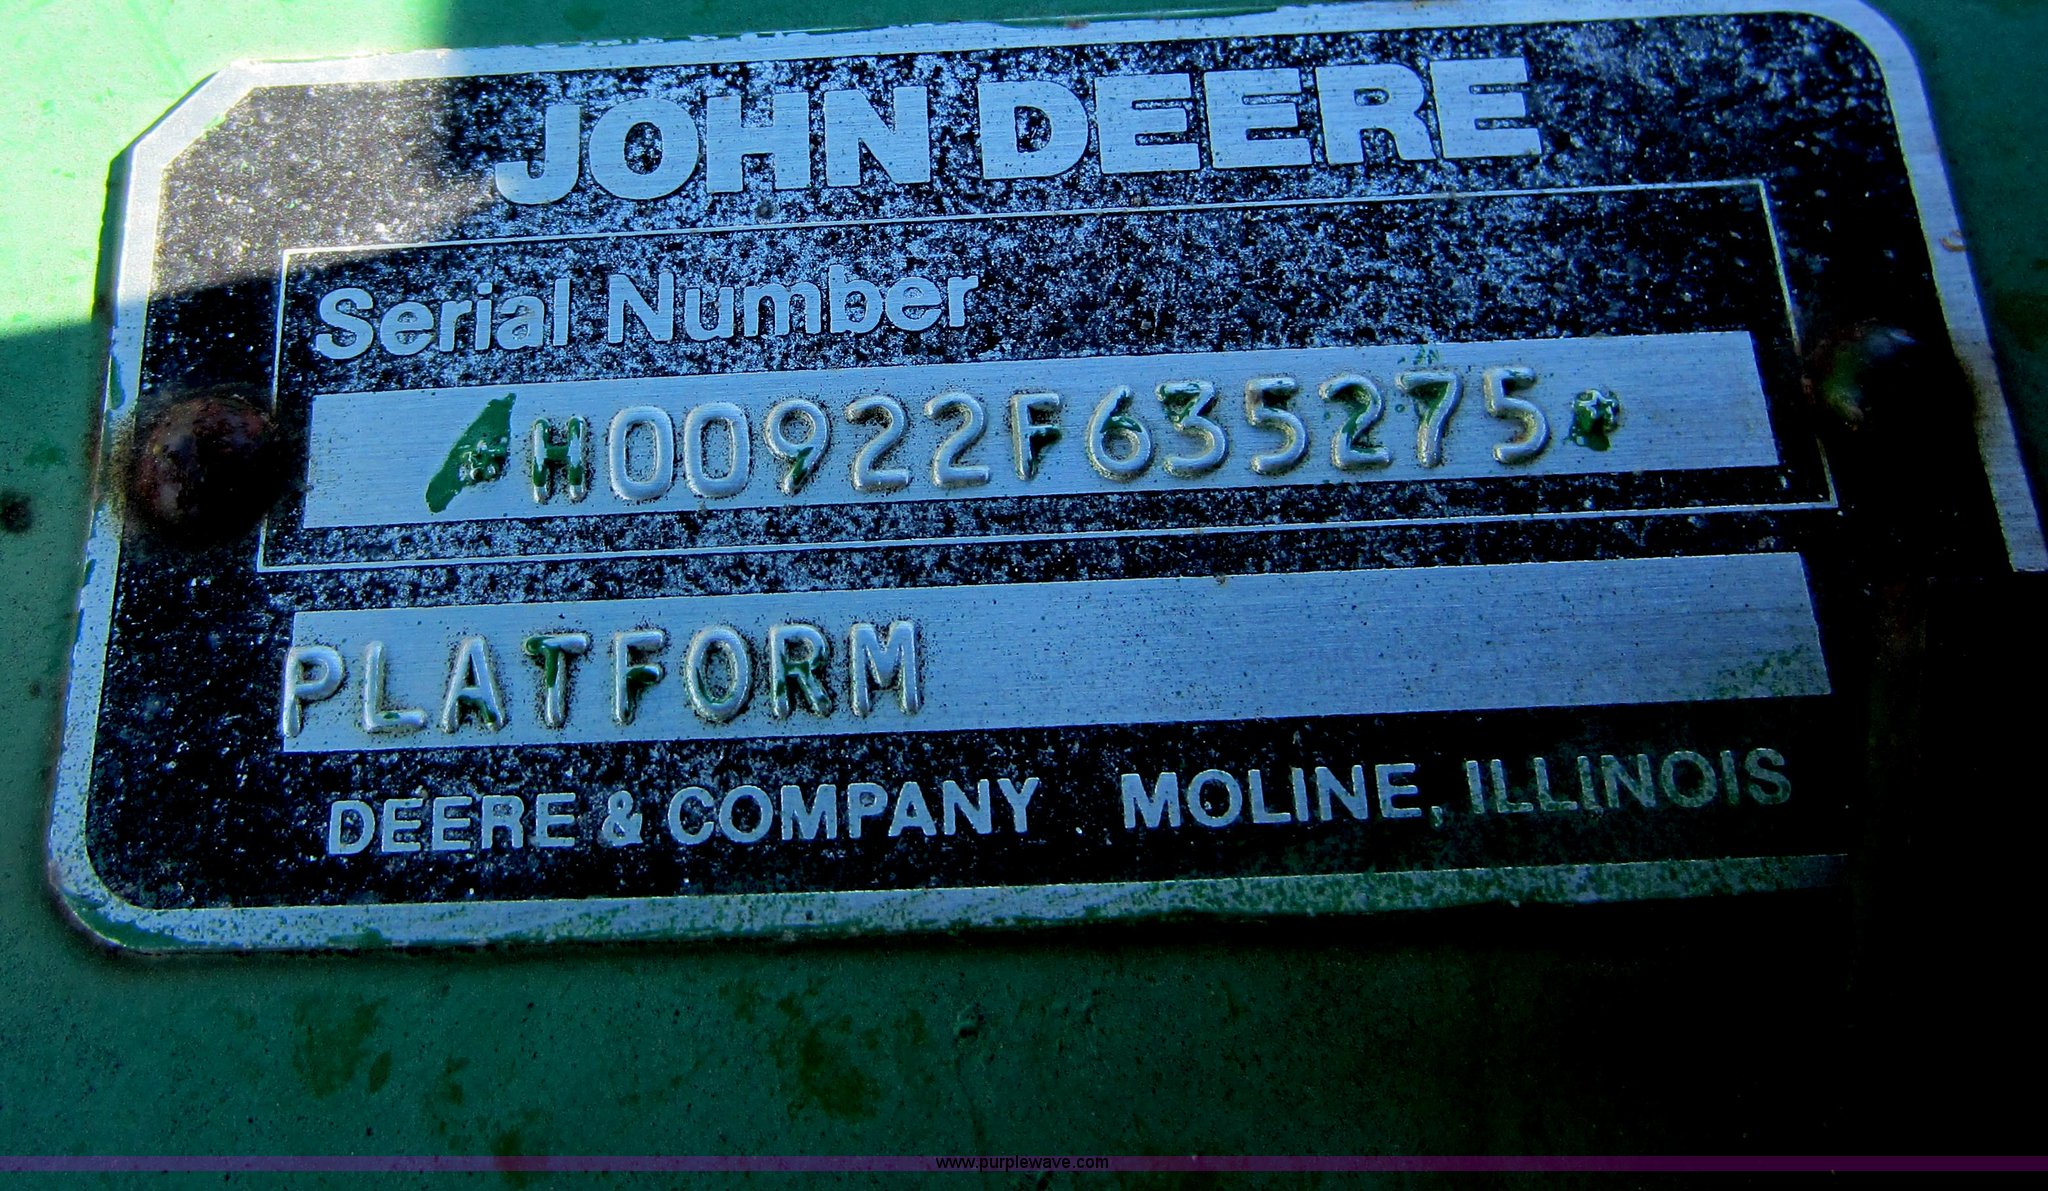 JOHN DEERE
Serial Number
*H00922F635275*
PLATFORM
DEERE & COMPANY MOLINE, ILLINOIS
www.purplewave.com